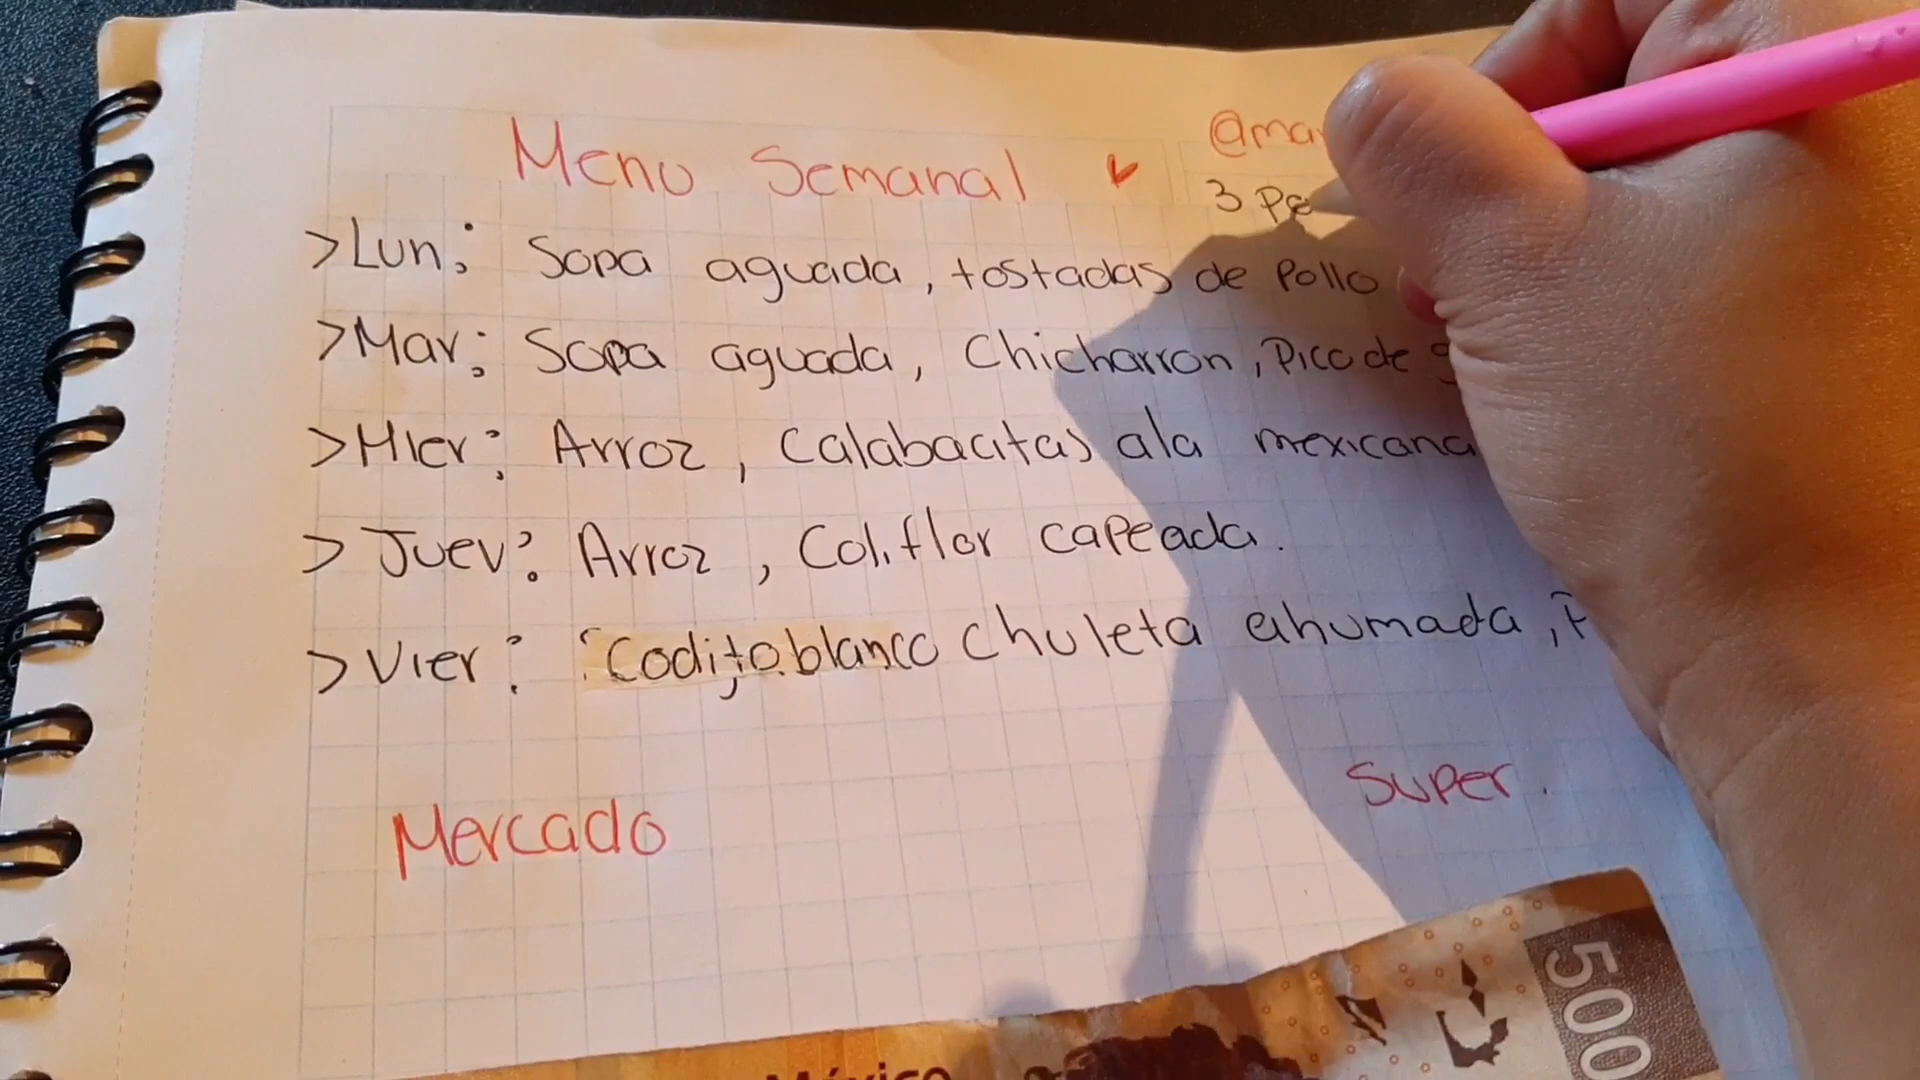 Menu Semanal
@ma
3 Pe
>Lun: Sopa aguada, tostadas de Pollo
>Mar: Sopa aguada, Chicharron, Pico de g
>Mier: Arroz, Calabacitas ala mexicana
>Juev: Arroz, Coliflor capeada.
>Vier: Codito blanco chuleta ahumada, P
Super.
Mercado
500
México